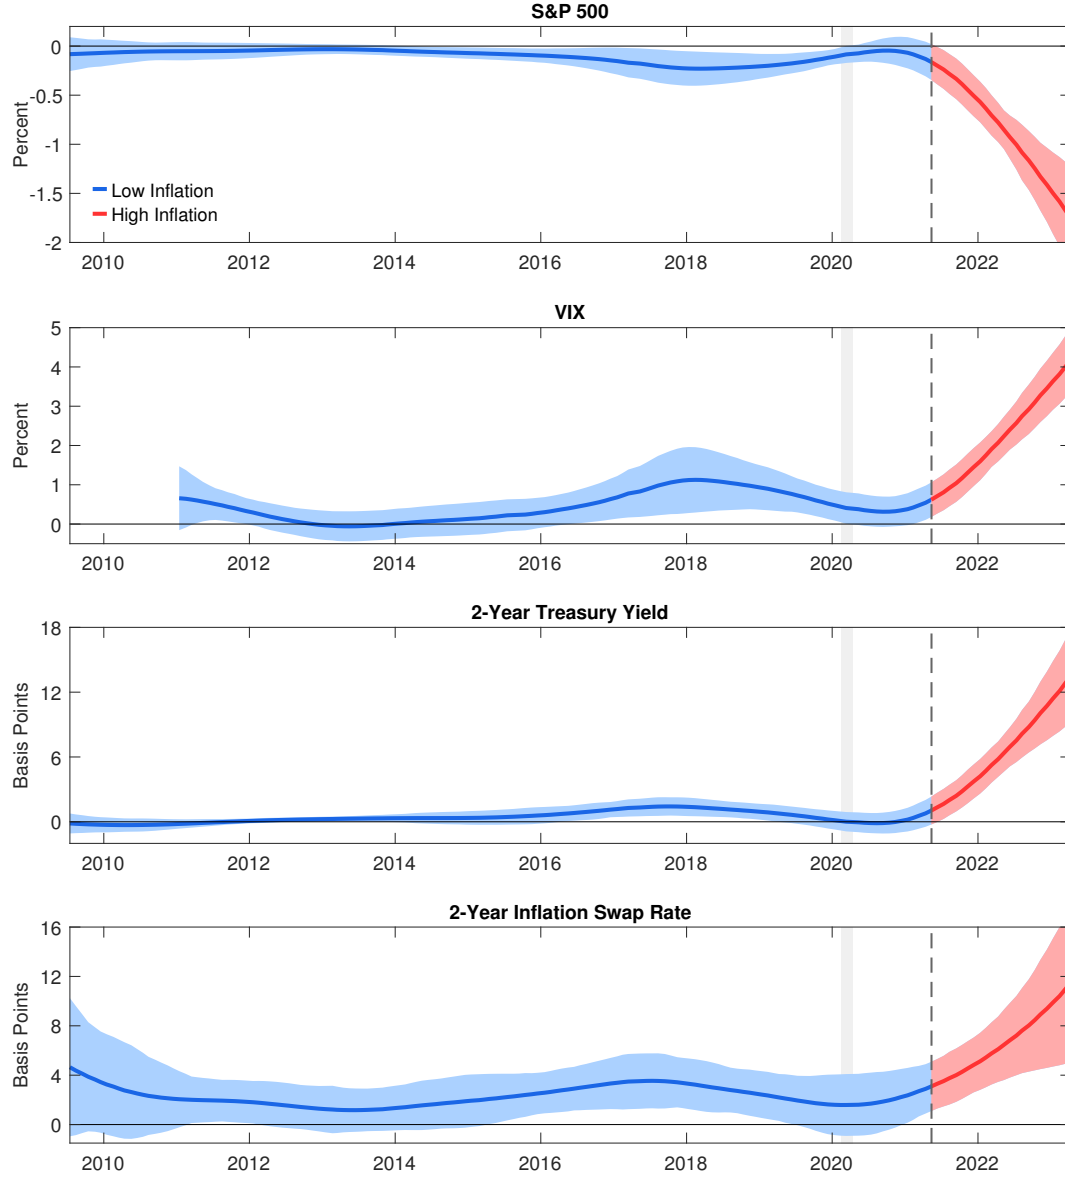 S&P 500
0
-0.5
-1
-1.5
-2
Percent
Low Inflation
High Inflation
2010 2012 2014 2016 2018 2020 2022
VIX
5
4
3
2
1
0
Percent
2010 2012 2014 2016 2018 2020 2022
2-Year Treasury Yield
18
12
6
0
Basis Points
2010 2012 2014 2016 2018 2020 2022
2-Year Inflation Swap Rate
16
12
8
4
0
Basis Points
2010 2012 2014 2016 2018 2020 2022